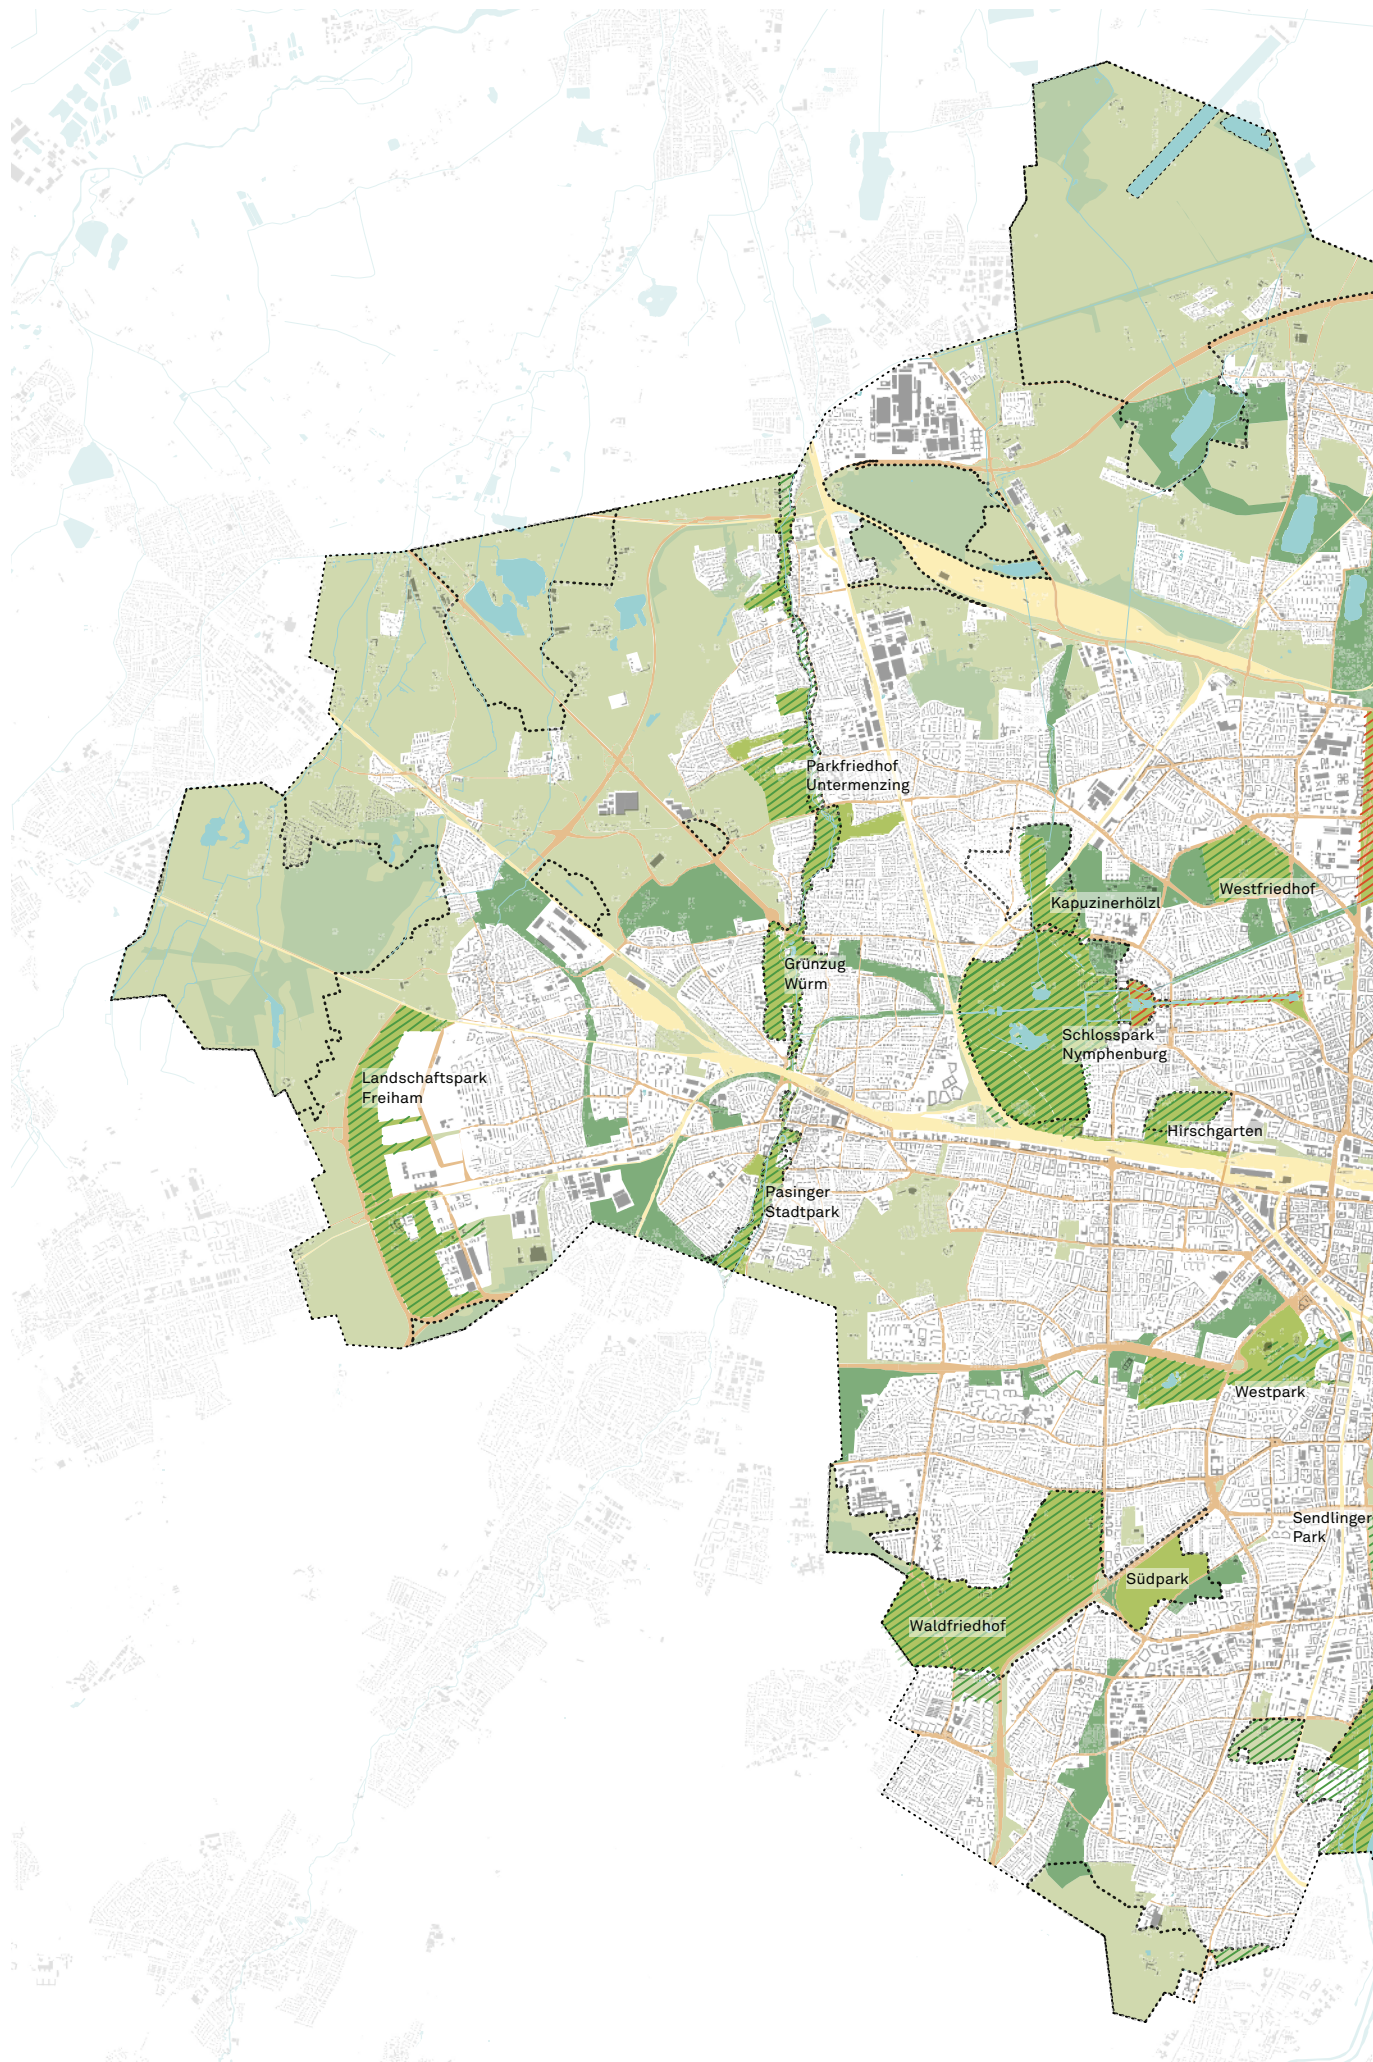 Parkfriedhof
Untermenzing
Westfriedhof
Kapuzinerhölzl
Grünzug
Würm
Schlosspark
Nymphenburg
Landschaftspark
Freiham
Hirschgarten
Pasinger
Stadtpark
Westpark
Sendlinger
Park
Südpark
Waldfriedhof